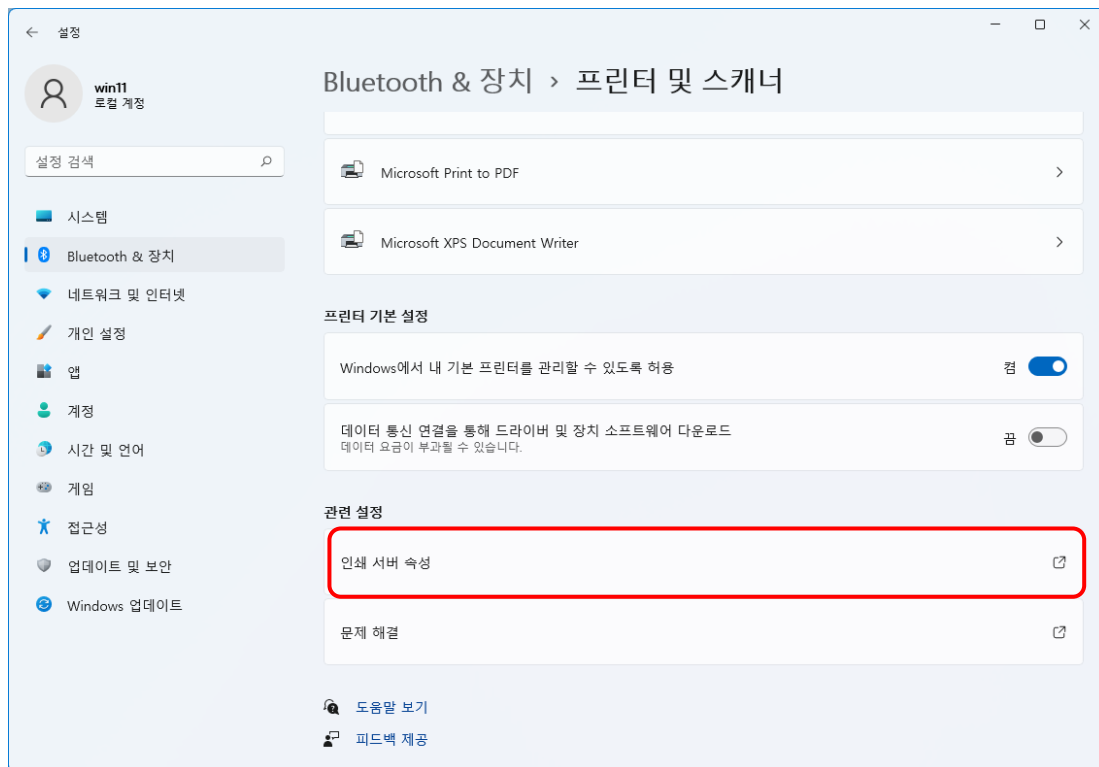 설정
win11
로컬 계정
설정 검색
시스템
Bluetooth & 장치
네트워크 및 인터넷
개인 설정
앱
계정
시간 및 언어
게임
접근성
업데이트 및 보안
Windows 업데이트
Bluetooth & 장치 › 프린터 및 스캐너
Microsoft Print to PDF
Microsoft XPS Document Writer
프린터 기본 설정
Windows에서 내 기본 프린터를 관리할 수 있도록 허용 켬
데이터 통신 연결을 통해 드라이버 및 장치 소프트웨어 다운로드 끔
데이터 요금이 부과될 수 있습니다.
관련 설정
인쇄 서버 속성
문제 해결
도움말 보기
피드백 제공